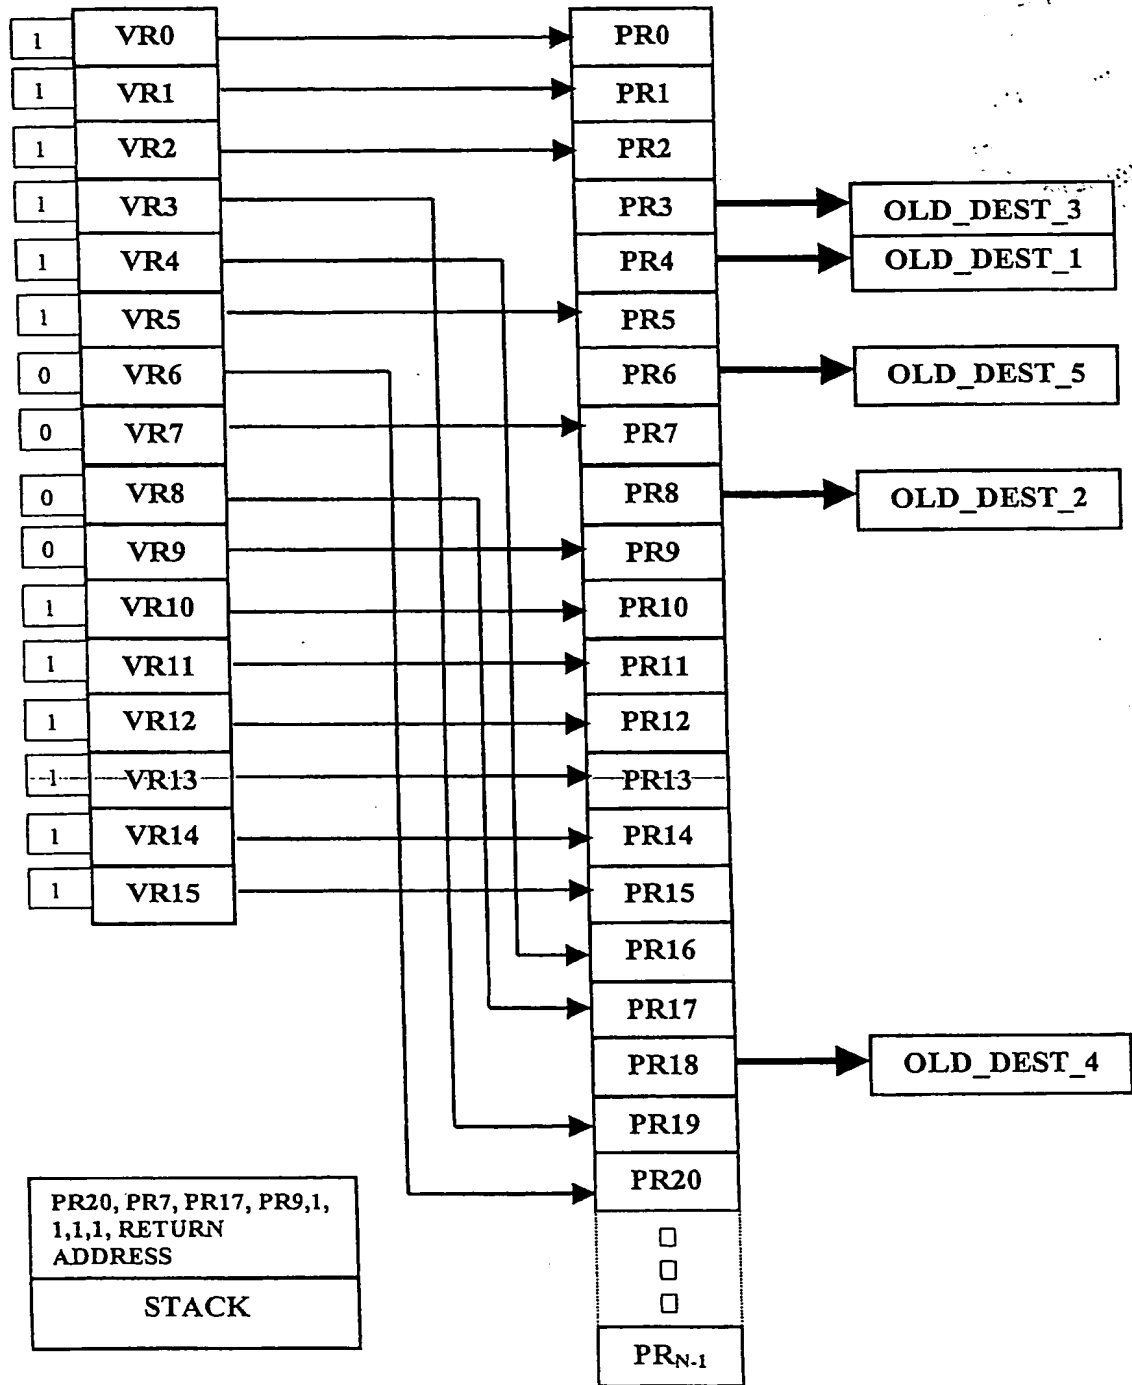 1 VR0 PR0
1 VR1 PR1
1 VR2 PR2
1 VR3 PR3 OLD_DEST_3
1 VR4 PR4 OLD_DEST_1
1 VR5 PR5
0 VR6 PR6 OLD_DEST_5
0 VR7 PR7
0 VR8 PR8 OLD_DEST_2
0 VR9 PR9
1 VR10 PR10
1 VR11 PR11
1 VR12 PR12
1 VR13 PR13
1 VR14 PR14
1 VR15 PR15
PR16
PR17
PR18 OLD_DEST_4
PR19
PR20
PR20, PR7, PR17, PR9,1,
1,1,1, RETURN
ADDRESS
STACK
PRN-1